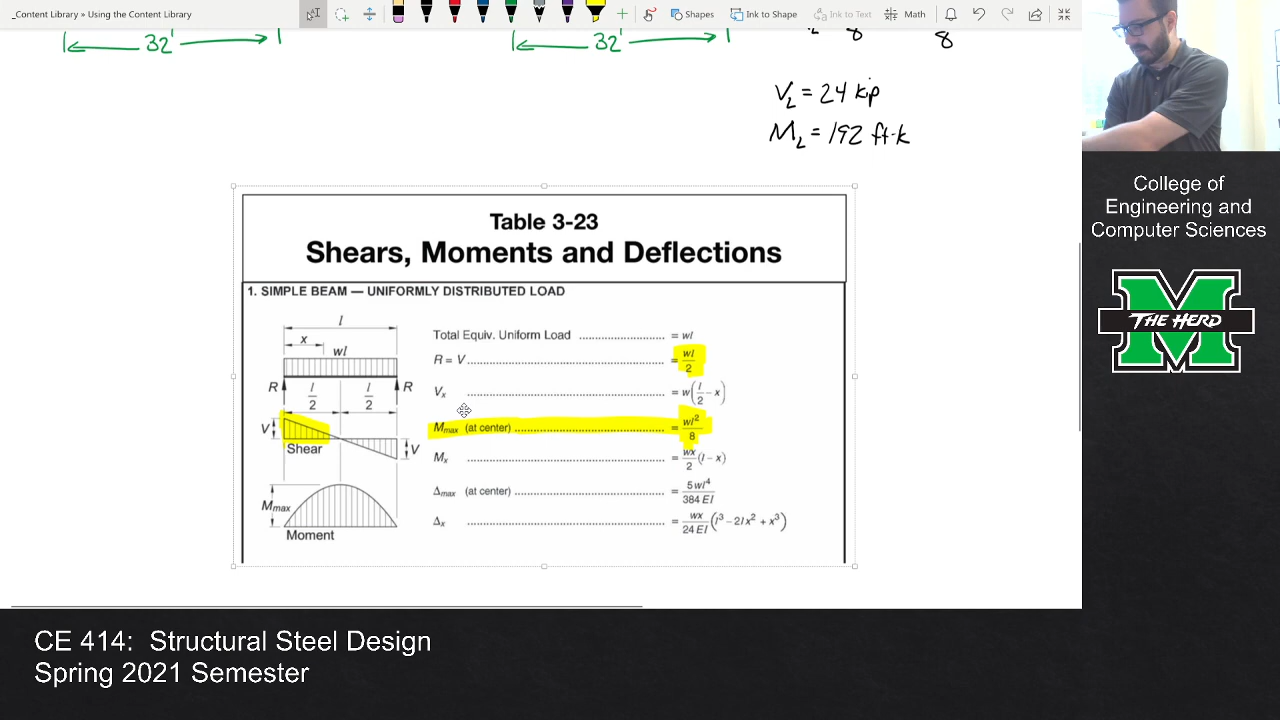 _Content Library » Using the Content Library
Shapes
Ink to Shape
Ink to Text
Math
32'
32'
8
V_L = 24 kip
M_L = 192 ft·k
Table 3-23
Shears, Moments and Deflections
1. SIMPLE BEAM — UNIFORMLY DISTRIBUTED LOAD
l
x
wl
R
l/2
l/2
R
V
Shear
V
M_max
Moment
Total Equiv. Uniform Load .......................... = wl
R = V .......................... = wl/2
V_x .......................... = w(l/2 − x)
M_max (at center) .......................... = wl²/8
M_x .......................... = wx/2 (l − x)
Δ_max (at center) .......................... = 5wl⁴/384 EI
Δ_x .......................... = wx/24 EI (l³ − 2lx² + x³)
College of
Engineering and
Computer Sciences
THE HERD
CE 414: Structural Steel Design
Spring 2021 Semester